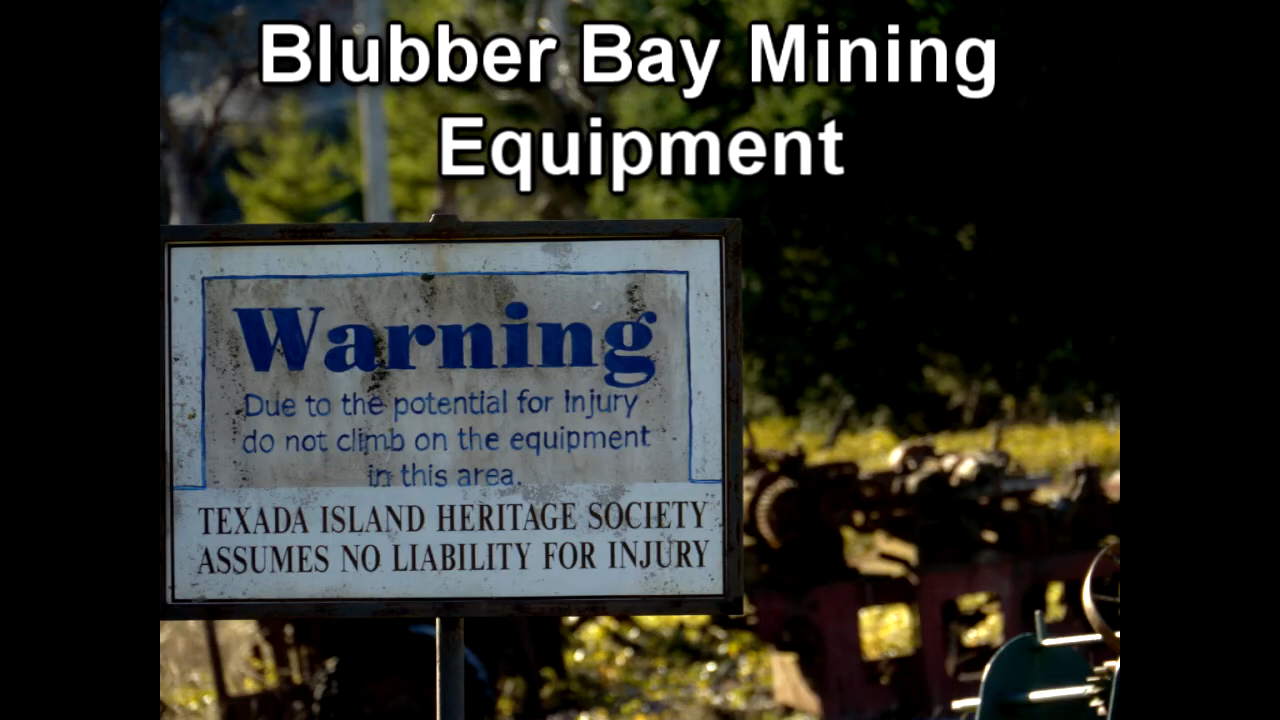 Blubber Bay Mining
Equipment
Warning
Due to the potential for injury
do not climb on the equipment
in this area.
TEXADA ISLAND HERITAGE SOCIETY
ASSUMES NO LIABILITY FOR INJURY